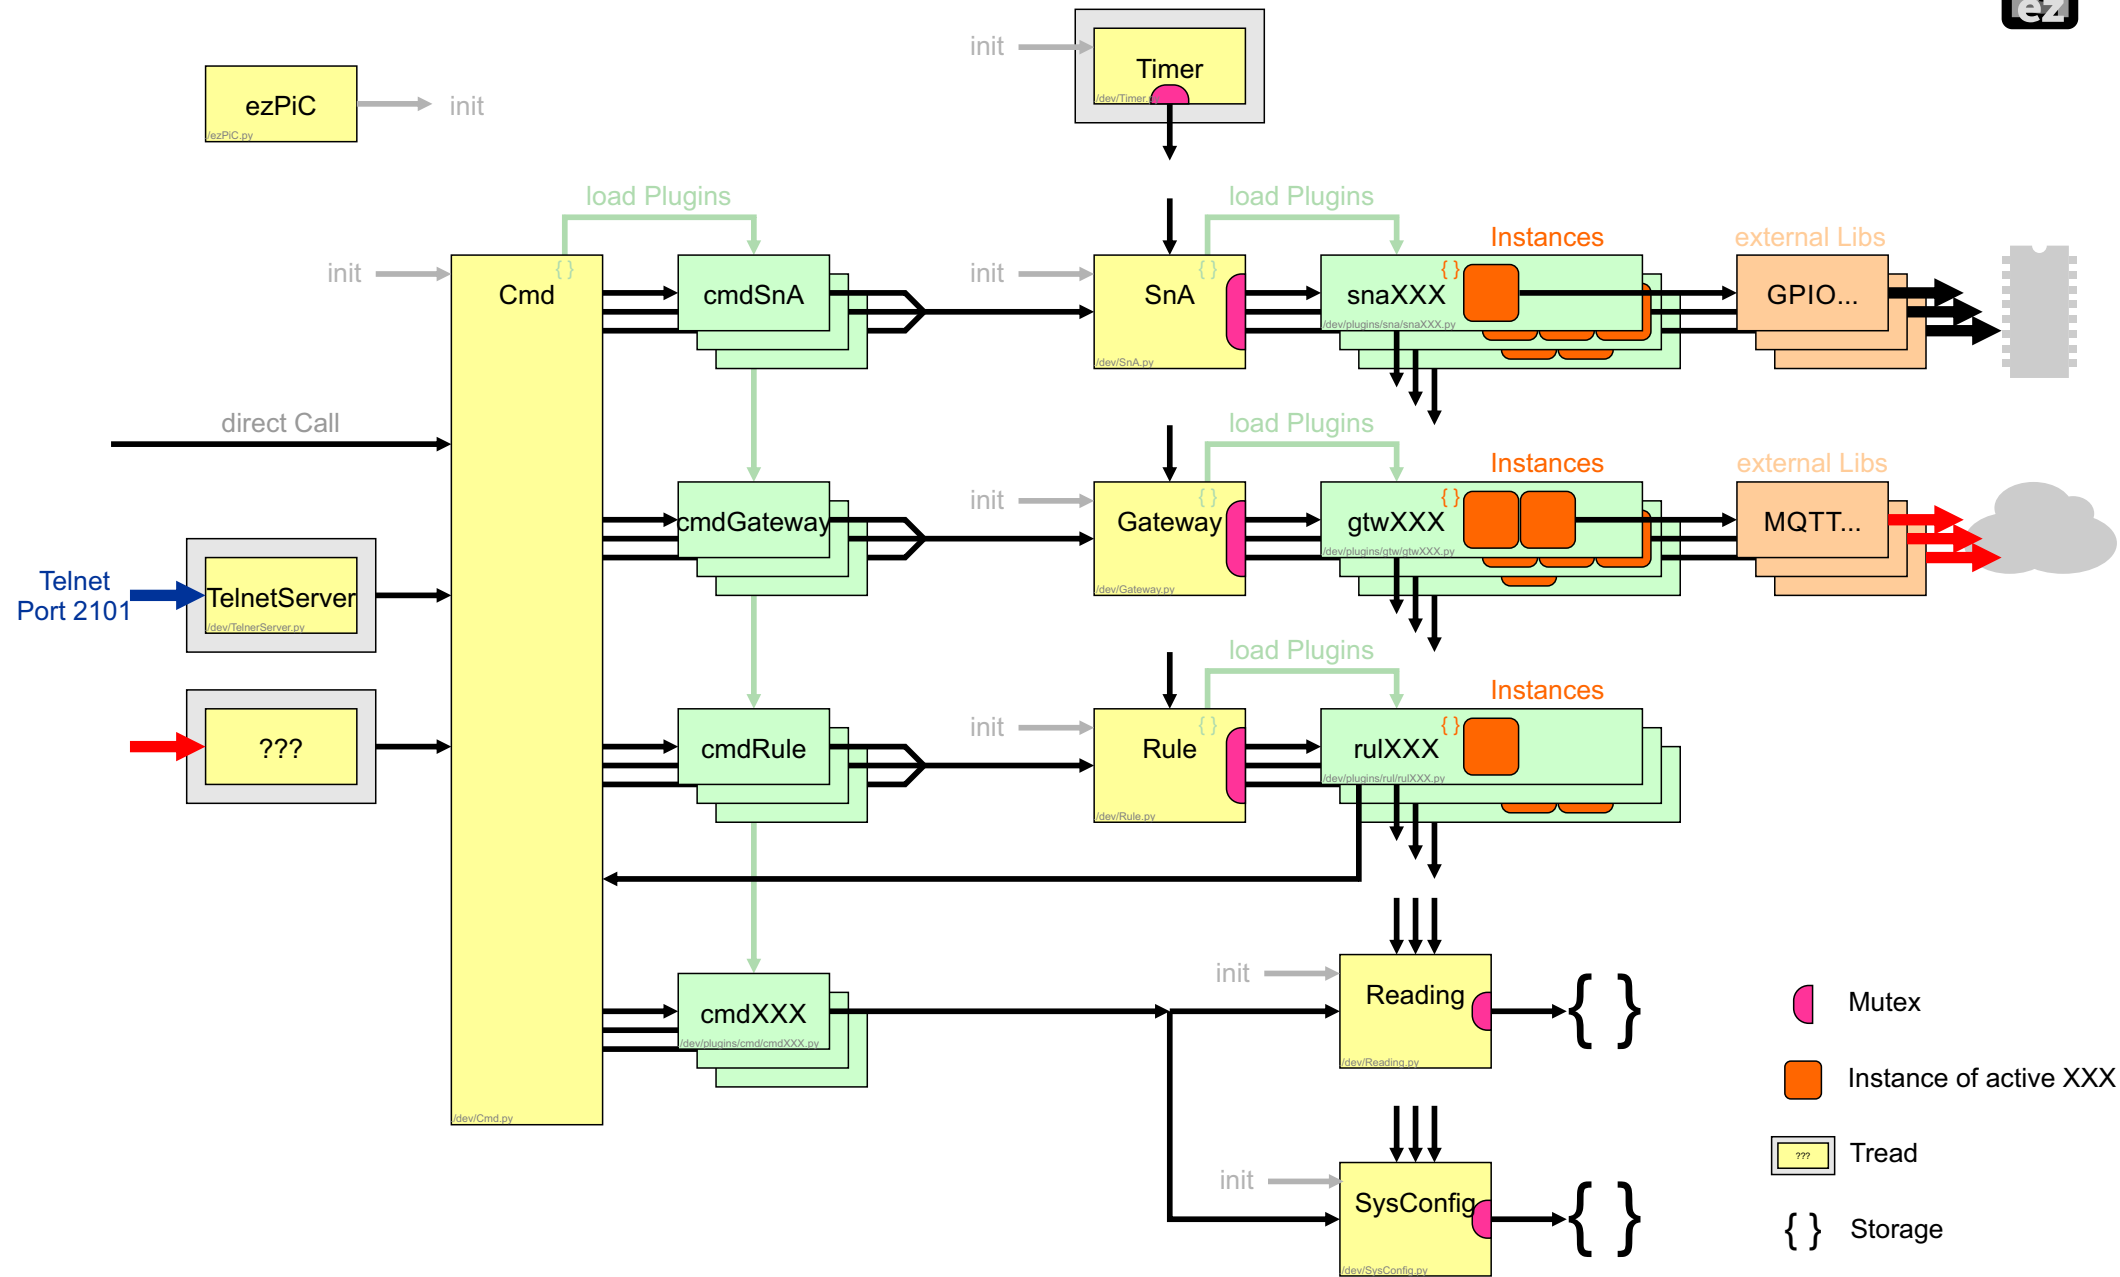 ez
init
Timer
/dev/Timer.
ezPiC
/ezPiC.py
init
load Plugins
load Plugins
Instances
external Libs
init
{ }
Cmd
cmdSnA
init
{ }
SnA
/dev/SnA.py
{ }
snaXXX
/dev/plugins/sna/snaXXX.py
GPIO...
direct Call
load Plugins
Instances
external Libs
cmdGateway
init
{ }
Gateway
/dev/Gateway.py
{ }
gtwXXX
/dev/plugins/gtw/gtwXXX.py
MQTT...
Telnet
Port 2101
TelnetServer
/dev/TelnerServer.py
load Plugins
Instances
???
cmdRule
init
{ }
Rule
/dev/Rule.py
{ }
rulXXX
/dev/plugins/rul/rulXXX.py
cmdXXX
/dev/plugins/cmd/cmdXXX.py
/dev/Cmd.py
init
Reading
/dev/Reading.py
{ }
init
SysConfig
/dev/SysConfig.py
{ }
Mutex
Instance of active XXX
???
Tread
{ } Storage